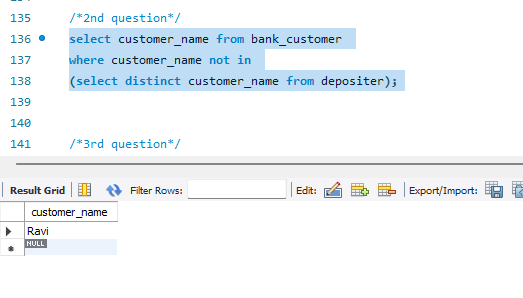 135 /*2nd question*/
136 select customer_name from bank_customer
137 where customer_name not in
138 (select distinct customer_name from depositer);
139
140
141 /*3rd question*/
Result Grid Filter Rows: Edit: Export/Import:
customer_name
Ravi
NULL